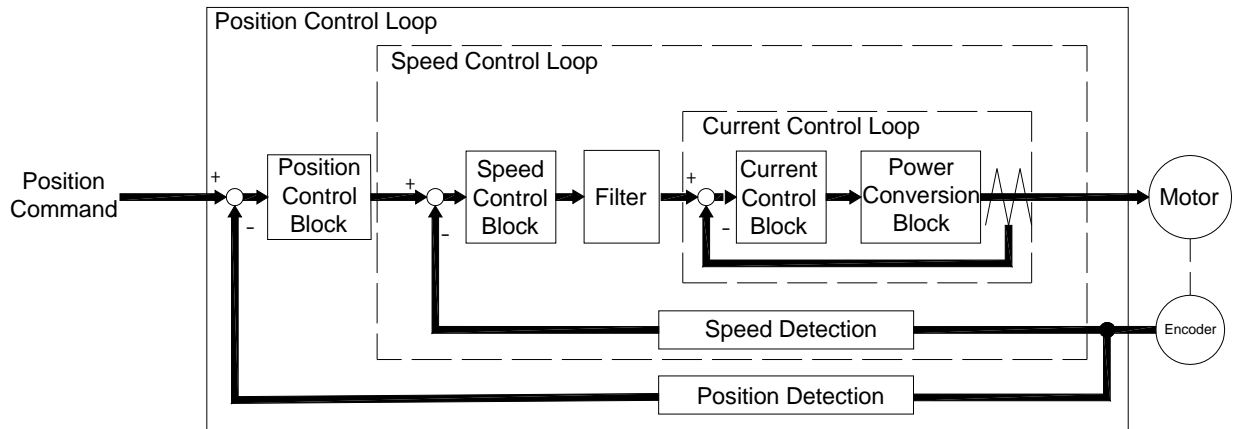 Position Control Loop
Speed Control Loop
Current Control Loop
Position
Command
+
-
Position
Control
Block
+
-
Speed
Control
Block
Filter
+
-
Current
Control
Block
Power
Conversion
Block
Motor
Encoder
Speed Detection
Position Detection